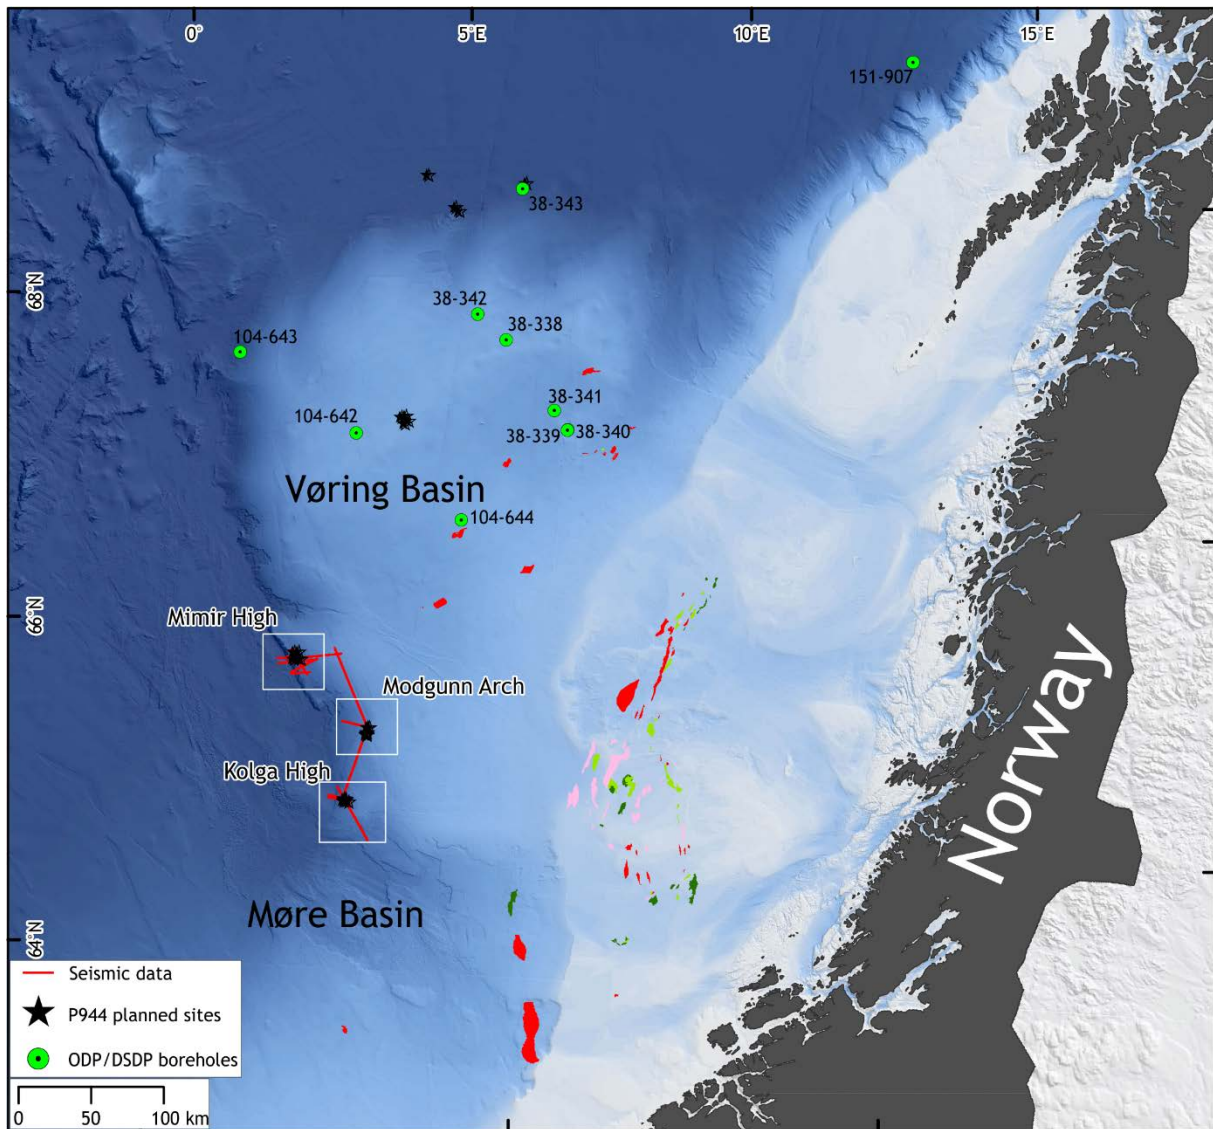 0°
5°E
10°E
15°E
151-907
38-343
68°N
38-342
38-338
104-643
38-341
104-642
38-339
38-340
Vøring Basin
104-644
66°N
Mimir High
Modgunn Arch
Norway
Kolga High
Møre Basin
64°N
Seismic data
P944 planned sites
ODP/DSDP boreholes
0 50 100 km